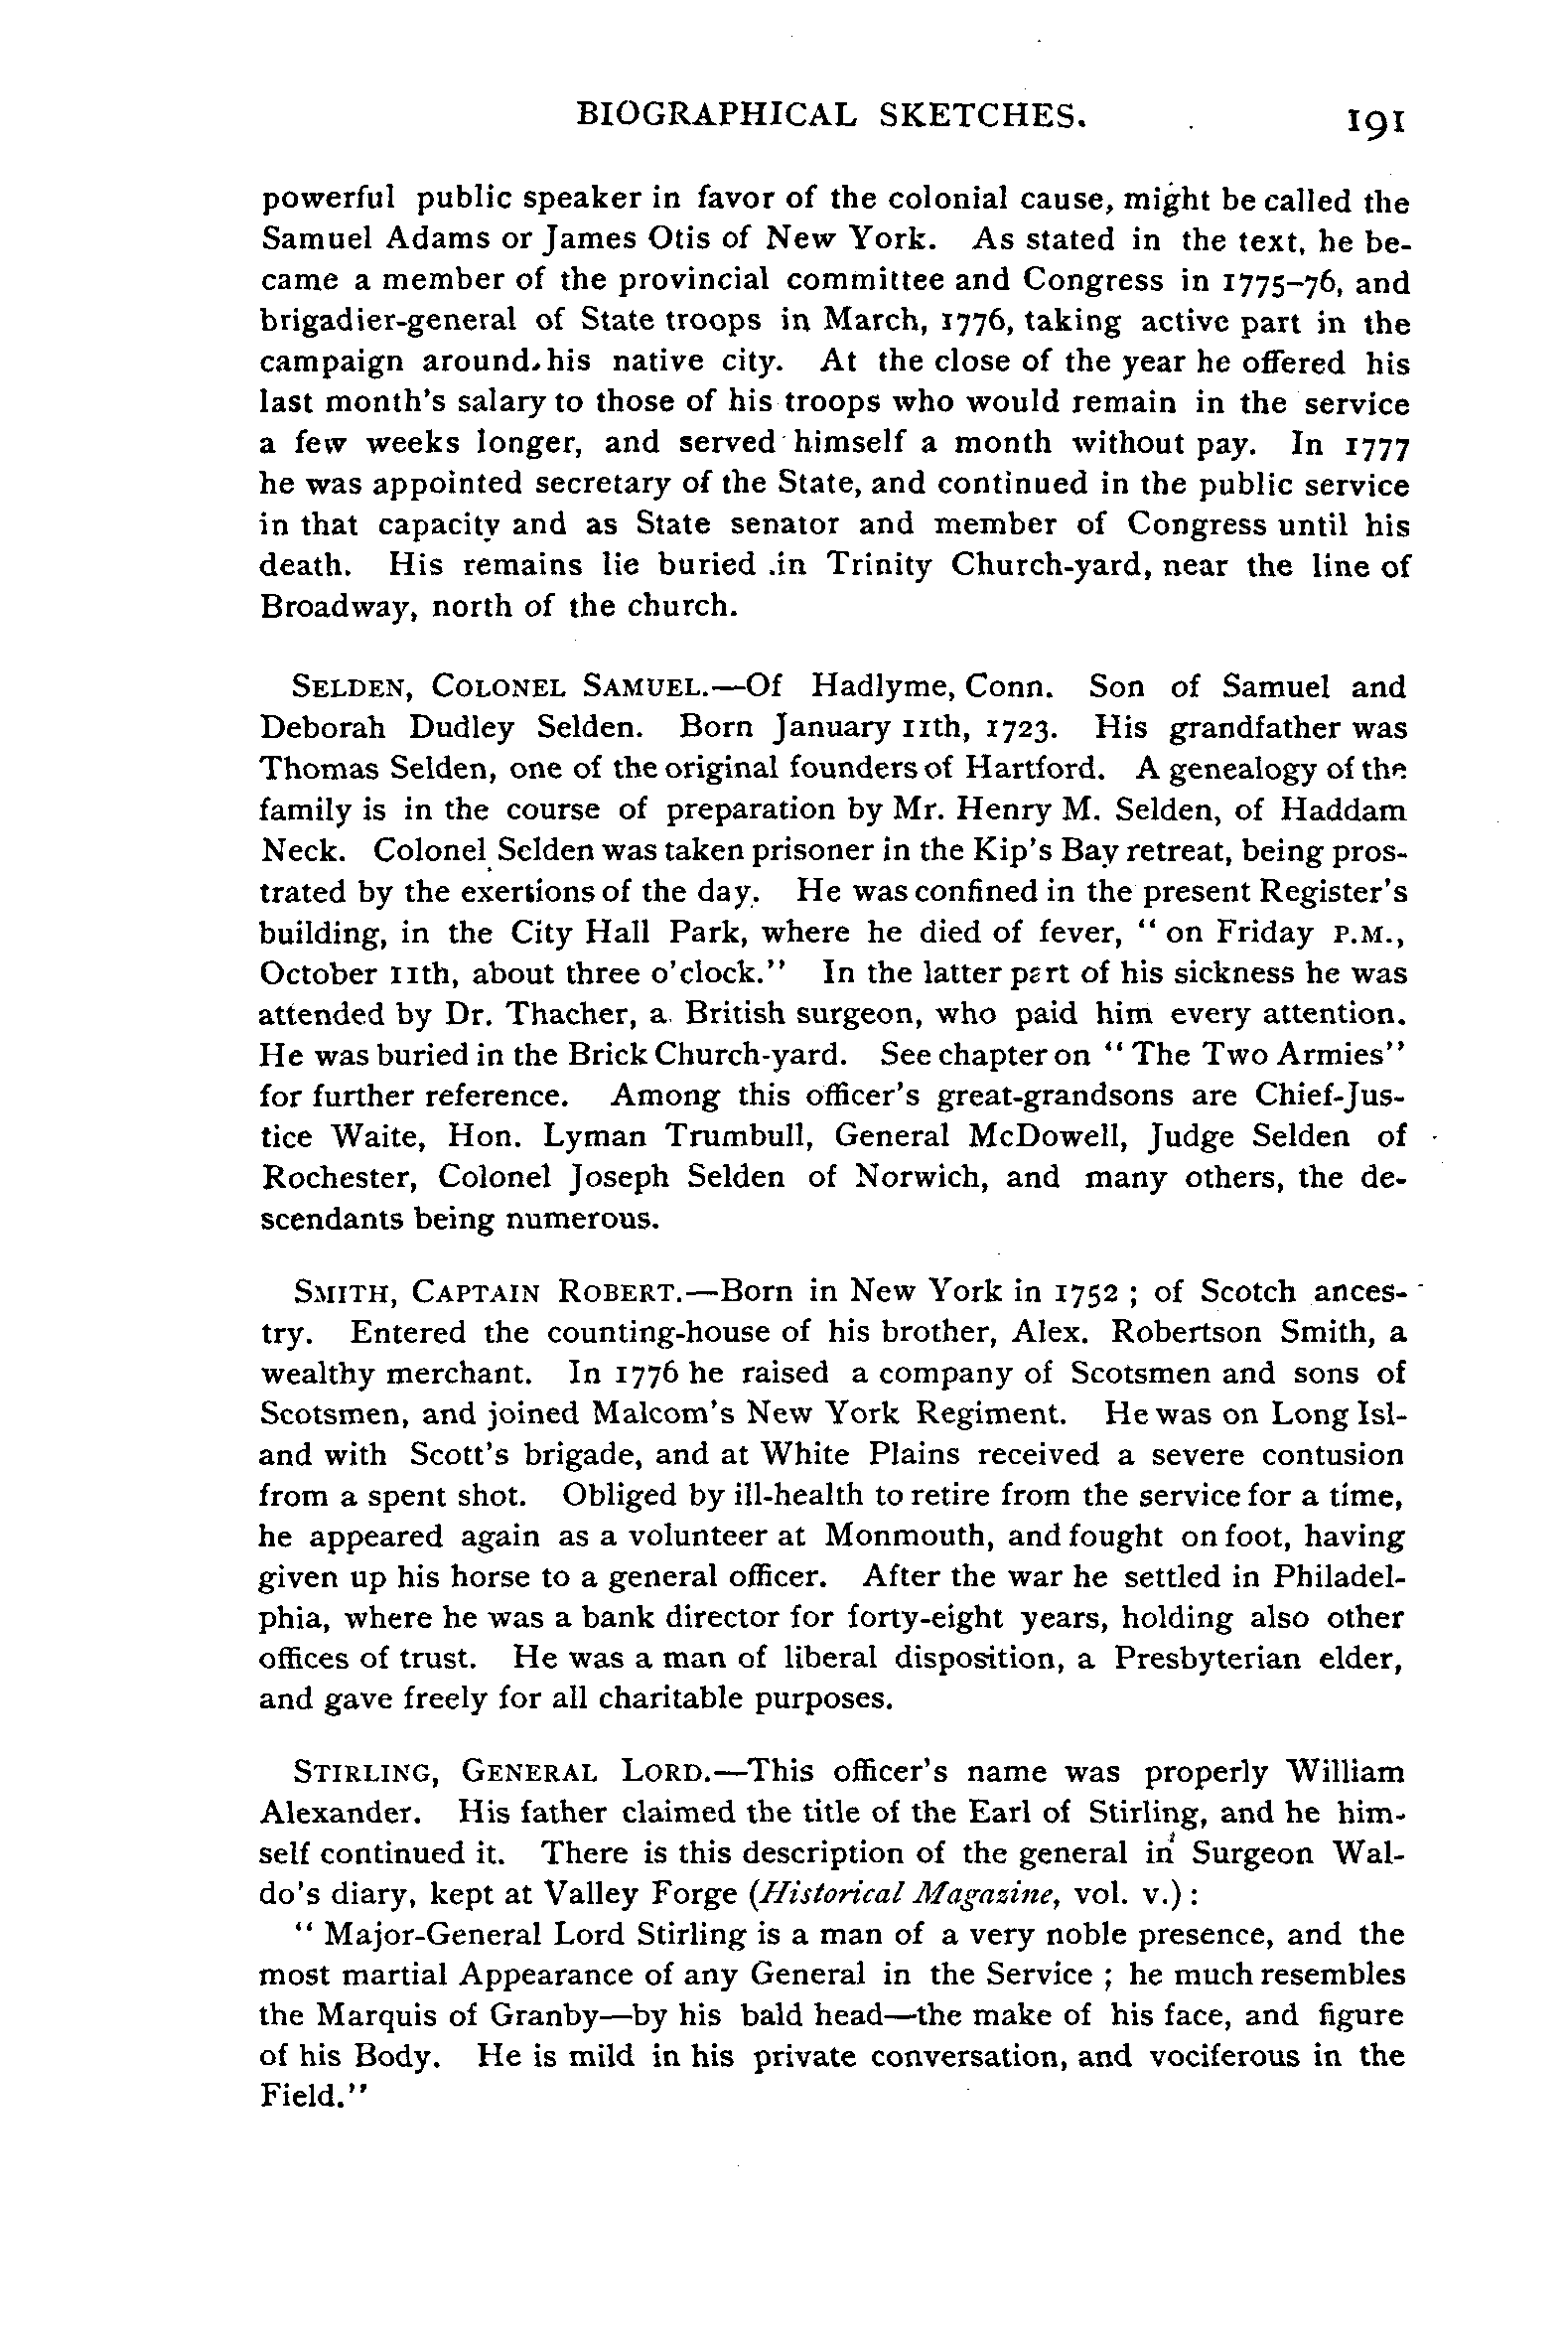 BIOGRAPHICAL SKETCHES. 191
powerful public speaker in favor of the colonial cause, might be called the
Samuel Adams or James Otis of New York. As stated in the text, he be-
came a member of the provincial committee and Congress in 1775-76, and
brigadier-general of State troops in March, 1776, taking active part in the
campaign around his native city. At the close of the year he offered his
last month's salary to those of his troops who would remain in the service
a few weeks longer, and served himself a month without pay. In 1777
he was appointed secretary of the State, and continued in the public service
in that capacity and as State senator and member of Congress until his
death. His remains lie buried in Trinity Church-yard, near the line of
Broadway, north of the church.
SELDEN, COLONEL SAMUEL.—Of Hadlyme, Conn. Son of Samuel and
Deborah Dudley Selden. Born January 11th, 1723. His grandfather was
Thomas Selden, one of the original founders of Hartford. A genealogy of the
family is in the course of preparation by Mr. Henry M. Selden, of Haddam
Neck. Colonel Selden was taken prisoner in the Kip's Bay retreat, being pros-
trated by the exertions of the day. He was confined in the present Register's
building, in the City Hall Park, where he died of fever, " on Friday P.M.,
October 11th, about three o'clock." In the latter part of his sickness he was
attended by Dr. Thacher, a British surgeon, who paid him every attention.
He was buried in the Brick Church-yard. See chapter on " The Two Armies"
for further reference. Among this officer's great-grandsons are Chief-Jus-
tice Waite, Hon. Lyman Trumbull, General McDowell, Judge Selden of
Rochester, Colonel Joseph Selden of Norwich, and many others, the de-
scendants being numerous.
SMITH, CAPTAIN ROBERT.—Born in New York in 1752 ; of Scotch ances-
try. Entered the counting-house of his brother, Alex. Robertson Smith, a
wealthy merchant. In 1776 he raised a company of Scotsmen and sons of
Scotsmen, and joined Malcom's New York Regiment. He was on Long Isl-
and with Scott's brigade, and at White Plains received a severe contusion
from a spent shot. Obliged by ill-health to retire from the service for a time,
he appeared again as a volunteer at Monmouth, and fought on foot, having
given up his horse to a general officer. After the war he settled in Philadel-
phia, where he was a bank director for forty-eight years, holding also other
offices of trust. He was a man of liberal disposition, a Presbyterian elder,
and gave freely for all charitable purposes.
STIRLING, GENERAL LORD.—This officer's name was properly William
Alexander. His father claimed the title of the Earl of Stirling, and he him-
self continued it. There is this description of the general in Surgeon Wal-
do's diary, kept at Valley Forge (Historical Magazine, vol. v.) :
" Major-General Lord Stirling is a man of a very noble presence, and the
most martial Appearance of any General in the Service ; he much resembles
the Marquis of Granby—by his bald head—the make of his face, and figure
of his Body. He is mild in his private conversation, and vociferous in the
Field."